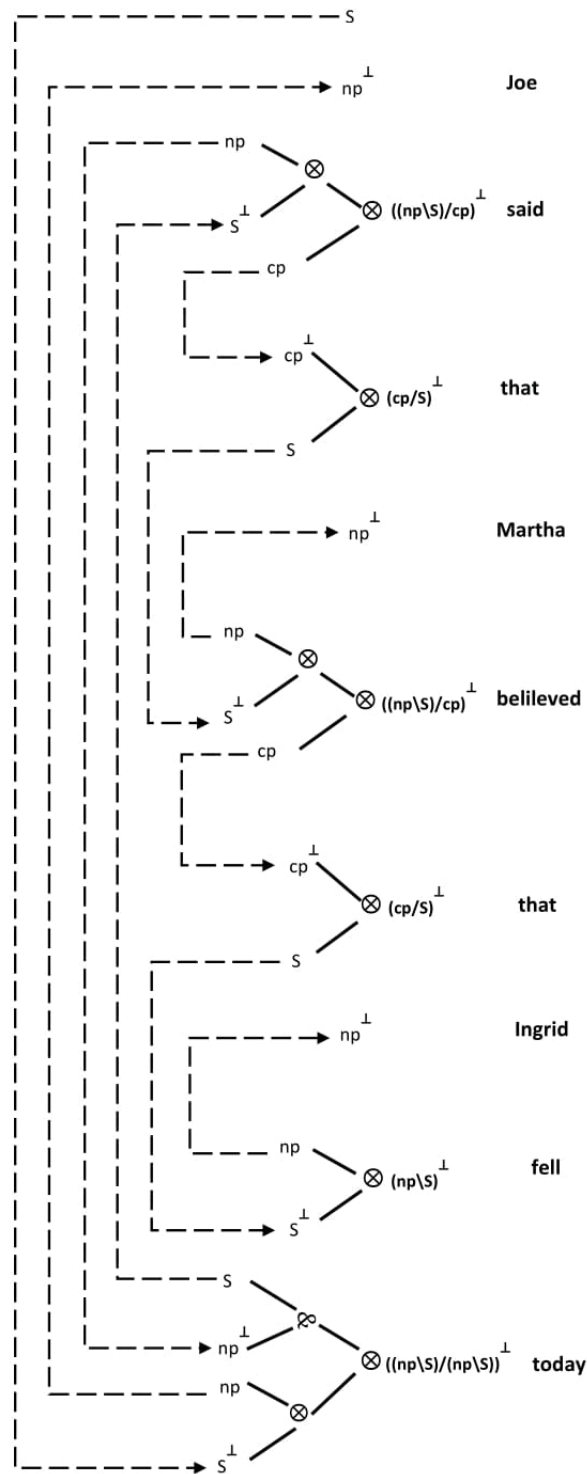 S
np⊥ Joe
np
⊗
S⊥
⊗ ((np\S)/cp)⊥ said
cp
cp⊥
⊗ (cp/S)⊥ that
S
np⊥ Martha
np
⊗
S⊥
⊗ ((np\S)/cp)⊥ belileved
cp
cp⊥
⊗ (cp/S)⊥ that
S
np⊥ Ingrid
np
⊗ (np\S)⊥ fell
S⊥
S
⅋
np⊥
⊗ ((np\S)/(np\S))⊥ today
np
⊗
S⊥